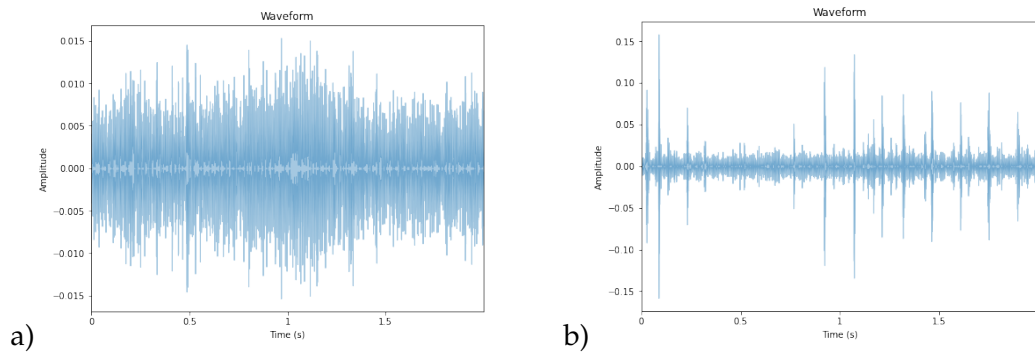 a)
Waveform
Amplitude
0.015
0.010
0.005
0.000
−0.005
−0.010
−0.015
0 0.5 1 1.5
Time (s)
b)
Waveform
Amplitude
0.15
0.10
0.05
0.00
−0.05
−0.10
−0.15
0 0.5 1 1.5
Time (s)